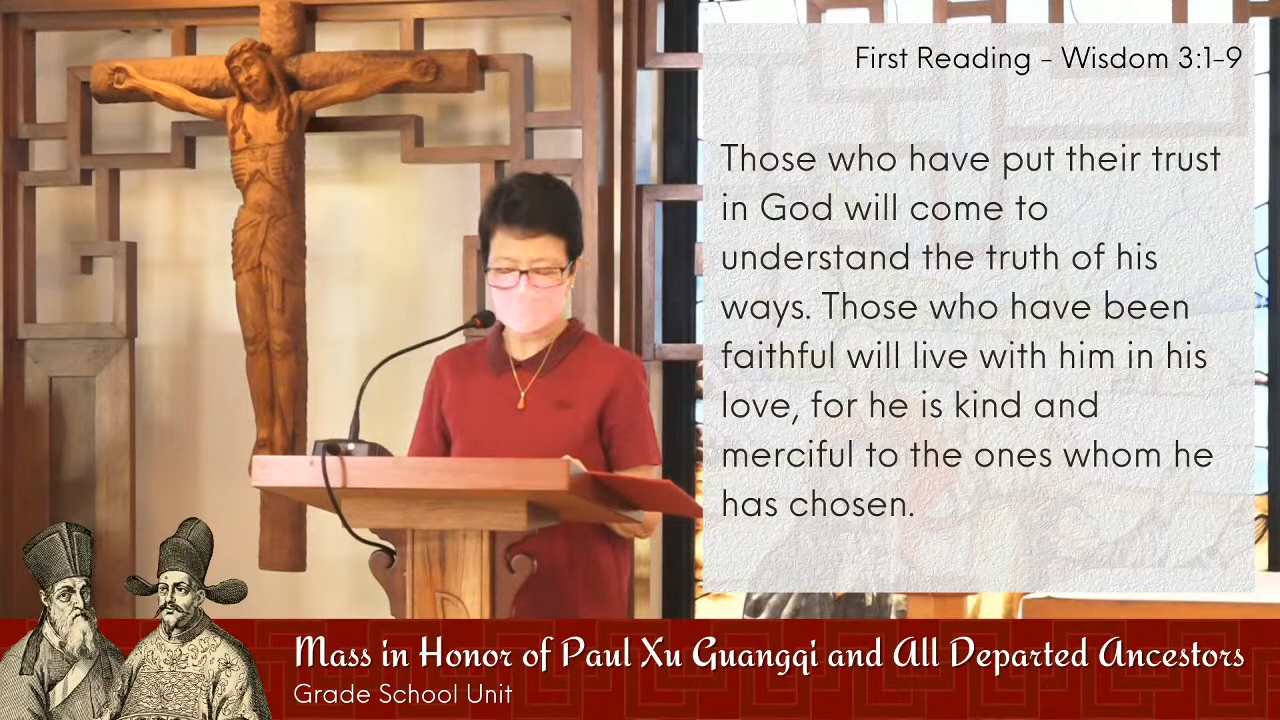 First Reading - Wisdom 3:1-9
Those who have put their trust
in God will come to
understand the truth of his
ways. Those who have been
faithful will live with him in his
love, for he is kind and
merciful to the ones whom he
has chosen.
Mass in Honor of Paul Xu Guangqi and All Departed Ancestors
Grade School Unit